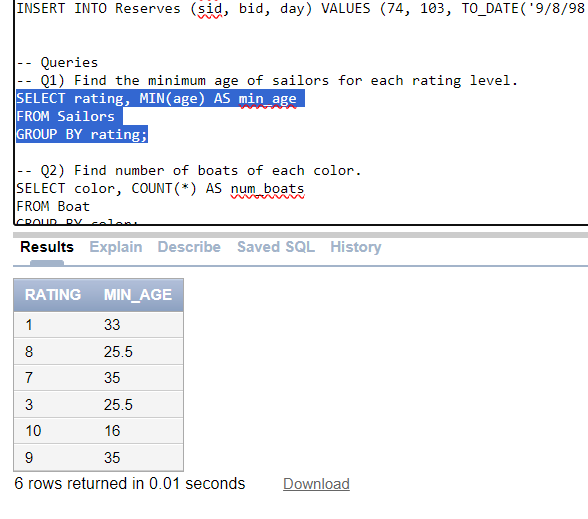 INSERT INTO Reserves (sid, bid, day) VALUES (74, 103, TO_DATE('9/8/98
-- Queries
-- Q1) Find the minimum age of sailors for each rating level.
SELECT rating, MIN(age) AS min_age
FROM Sailors
GROUP BY rating;
-- Q2) Find number of boats of each color.
SELECT color, COUNT(*) AS num_boats
FROM Boat
GROUP BY color;
Results Explain Describe Saved SQL History
RATING MIN_AGE
1 33
8 25.5
7 35
3 25.5
10 16
9 35
6 rows returned in 0.01 seconds Download